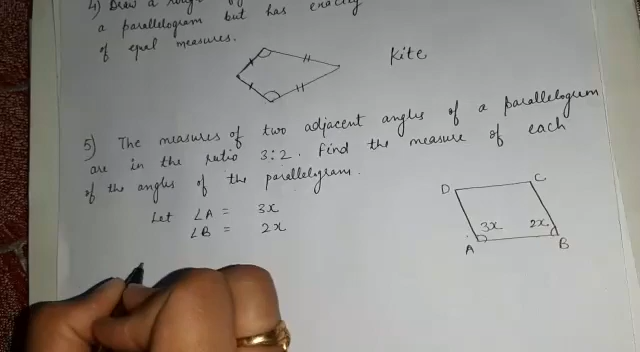 4) Draw a rough
a parallelogram but has exactly
of equal measures.
Kite
5) The measures of two adjacent angles of a parallelogram
are in the ratio 3:2. Find the measure of each
of the angles of the parallelogram.
Let ∠A = 3x
∠B = 2x
D C
3x 2x
A B